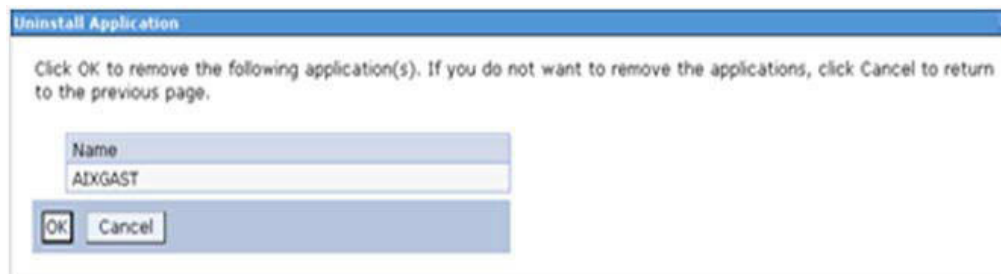 Uninstall Application
Click OK to remove the following application(s). If you do not want to remove the applications, click Cancel to return
to the previous page.
Name
AIXGAST
OK Cancel